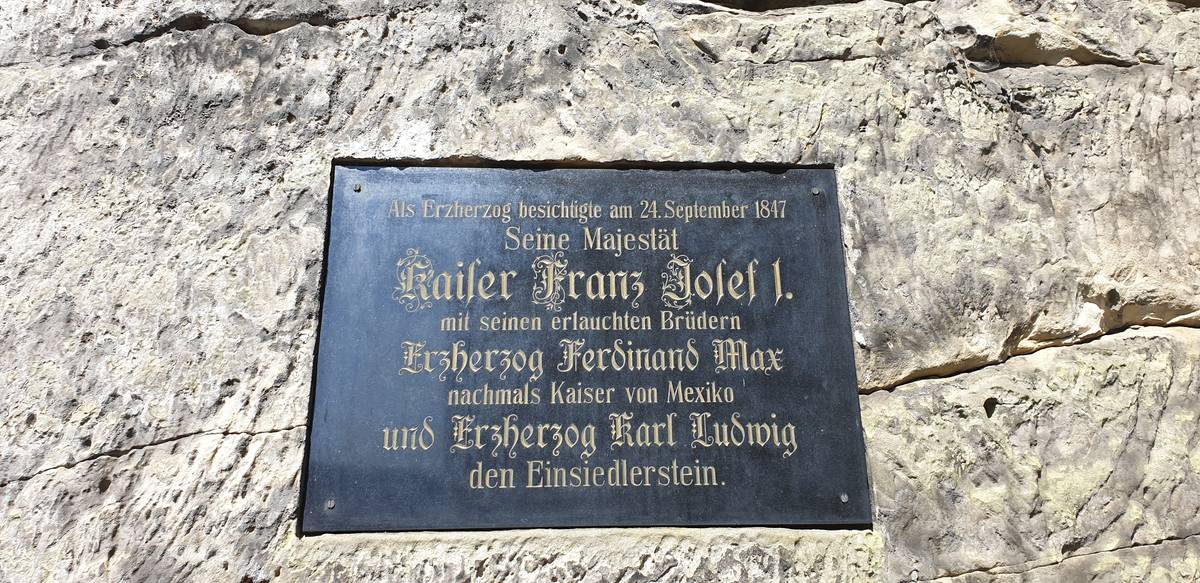 Als Erzherzog besichtigte am 24. September 1847
Seine Majestät
Kaiſer Franz Joſef I.
mit seinen erlauchten Brüdern
Erzherzog Ferdinand Max
nachmals Kaiser von Mexiko
und Erzherzog Karl Ludwig
den Einsiedlerstein.